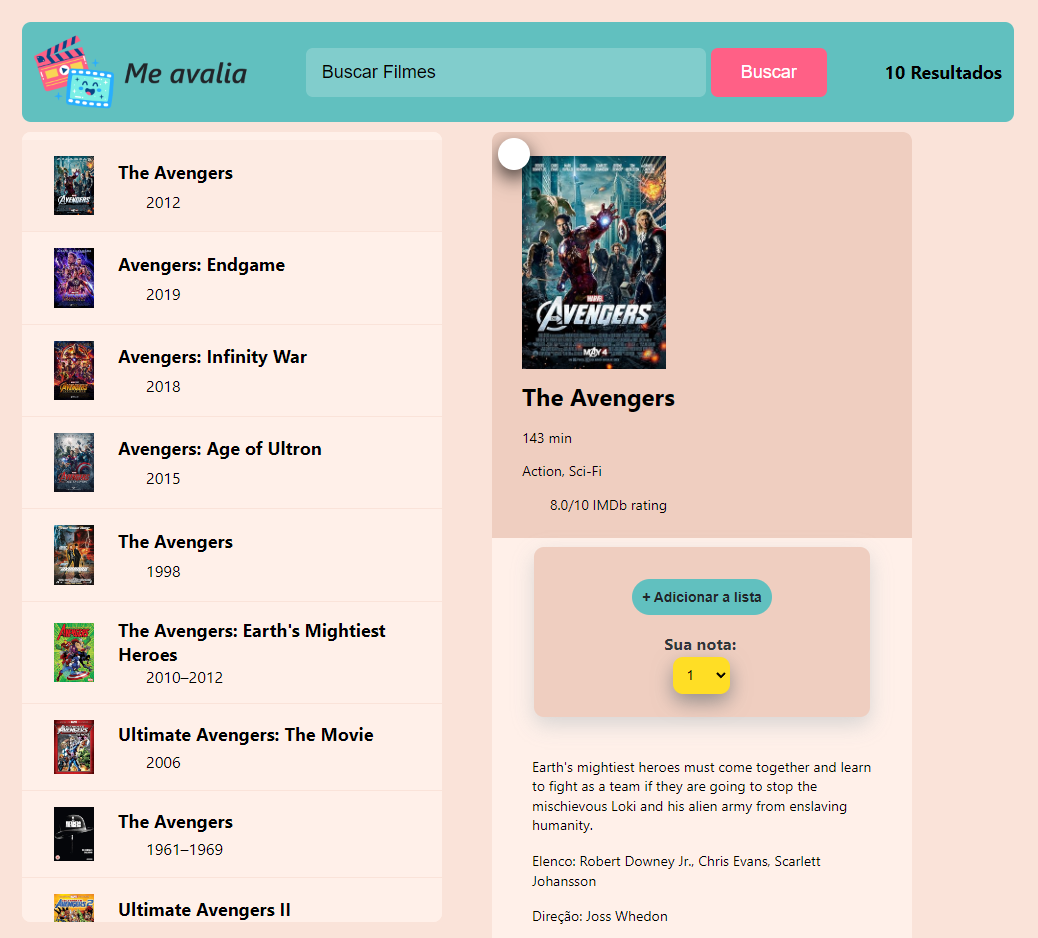 Me avalia
Buscar Filmes
Buscar
10 Resultados
The Avengers
2012
Avengers: Endgame
2019
Avengers: Infinity War
2018
Avengers: Age of Ultron
2015
The Avengers
1998
The Avengers: Earth's Mightiest
Heroes
2010–2012
Ultimate Avengers: The Movie
2006
The Avengers
1961–1969
Ultimate Avengers II
MARVEL
AVENGERS
MAY 4
The Avengers
143 min
Action, Sci-Fi
8.0/10 IMDb rating
+ Adicionar a lista
Sua nota:
1
Earth's mightiest heroes must come together and learn
to fight as a team if they are going to stop the
mischievous Loki and his alien army from enslaving
humanity.
Elenco: Robert Downey Jr., Chris Evans, Scarlett
Johansson
Direção: Joss Whedon